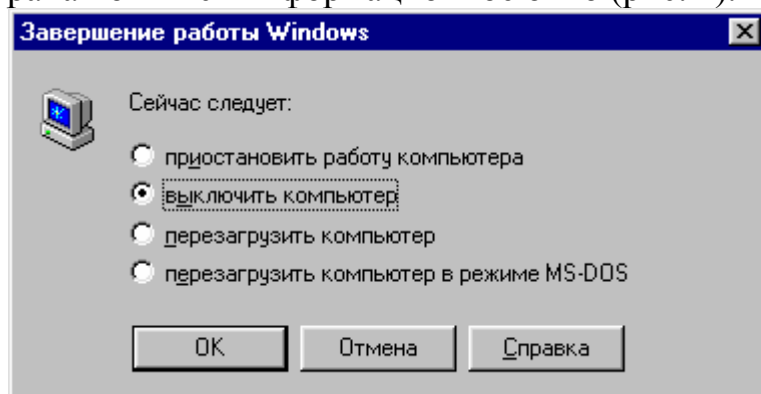 Завершение работы Windows
Сейчас следует:
приостановить работу компьютера
выключить компьютер
перезагрузить компьютер
перезагрузить компьютер в режиме MS-DOS
OK Отмена Справка